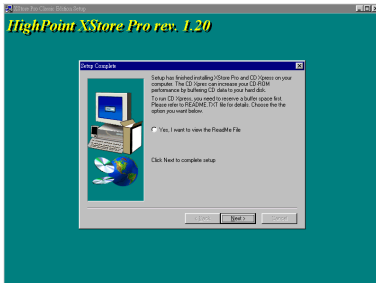 XStore Pro Classic Edition Setup
HighPoint XStore Pro rev. 1.20
Setup Complete
Setup has finished installing XStore Pro and CD Xpress on your
computer. The CD Xpres can increase your CD-ROM
performance by buffering CD data to your hard disk.
To run CD Xpres, you need to reserve a buffer space first.
Please refer to README.TXT file for details. Choose the the
option you want below.
Yes, I want to view the ReadMe File
Click Next to complete setup
< Back
Next >
Cancel